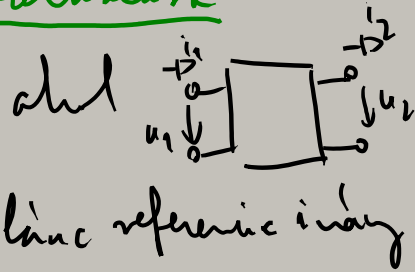 ahol
i₁
i₂
u₁
u₂
lánc referencia irány